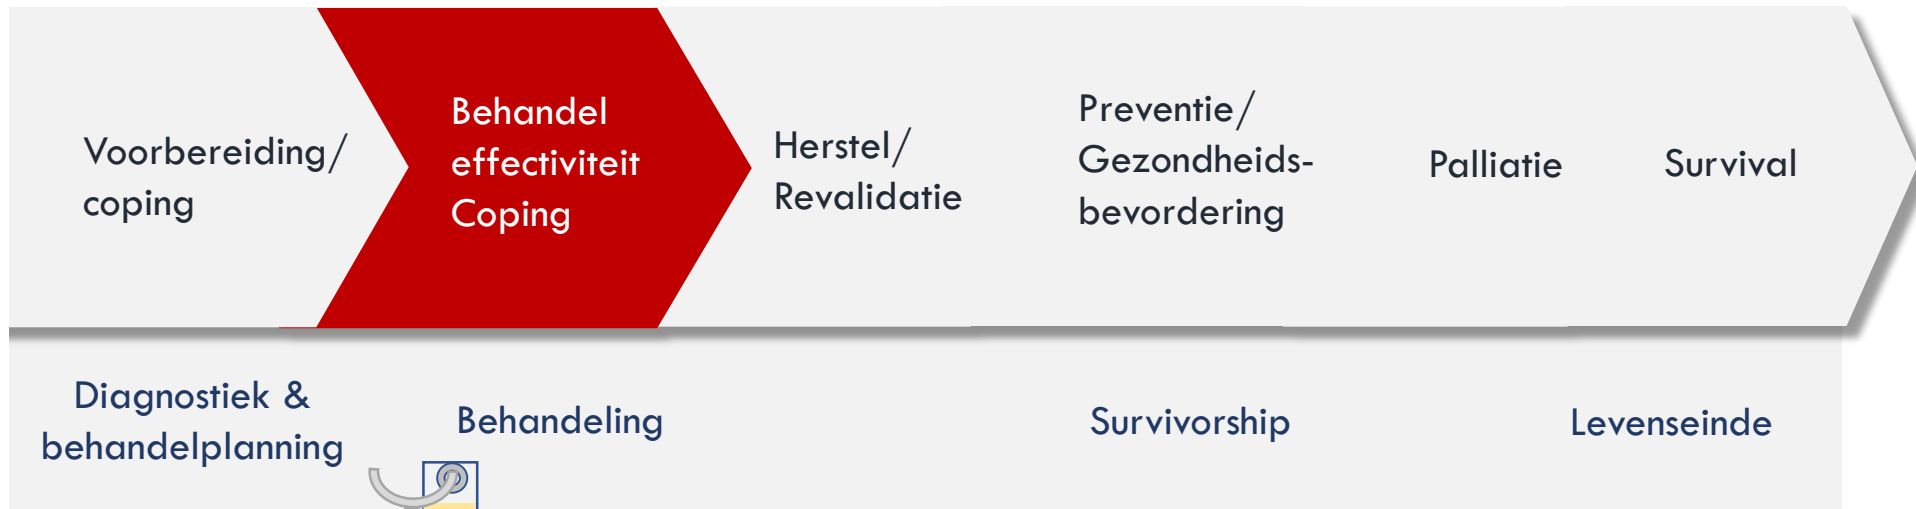 Voorbereiding/
coping
Behandel
effectiviteit
Coping
Herstel/
Revalidatie
Preventie/
Gezondheids-
bevordering
Palliatie
Survival
Diagnostiek &
behandelplanning
Behandeling
Survivorship
Levenseinde